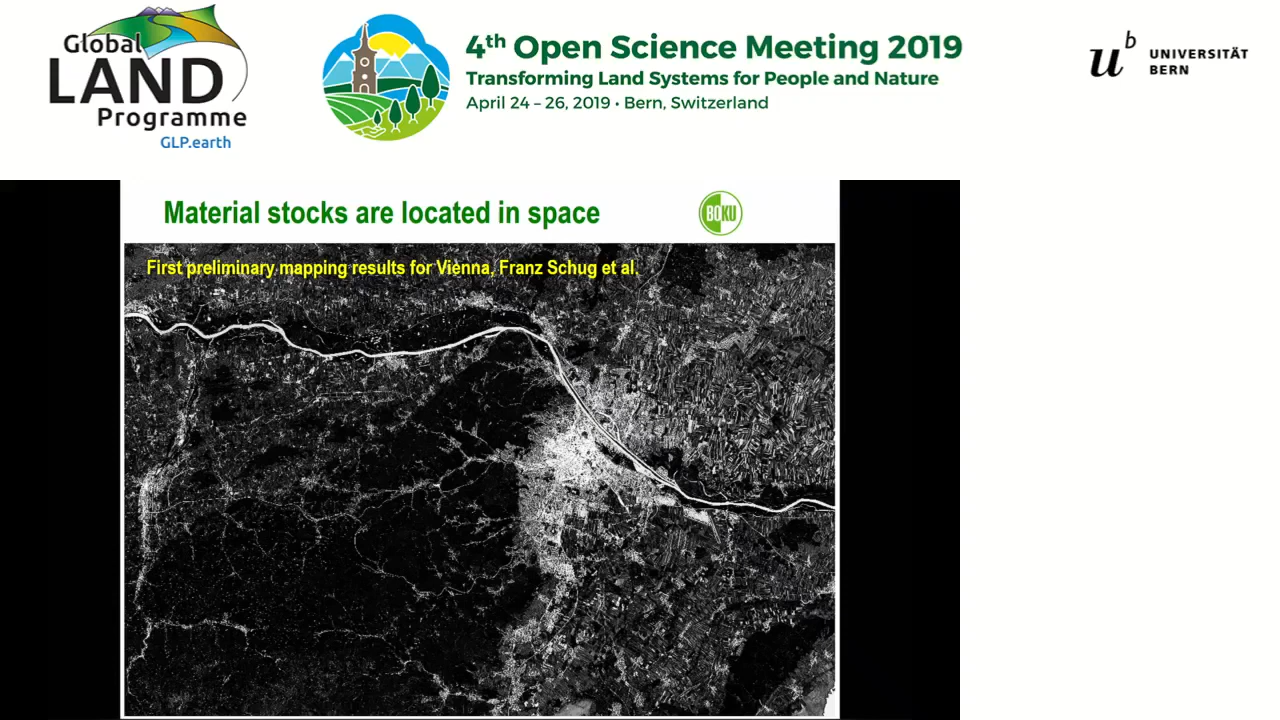 Global
LAND
Programme
GLP.earth
4th Open Science Meeting 2019
Transforming Land Systems for People and Nature
April 24 – 26, 2019 • Bern, Switzerland
ub
UNIVERSITÄT
BERN
Material stocks are located in space
BOKU
First preliminary mapping results for Vienna, Franz Schug et al.